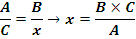 A/C = B/x → x = (B × C)/A